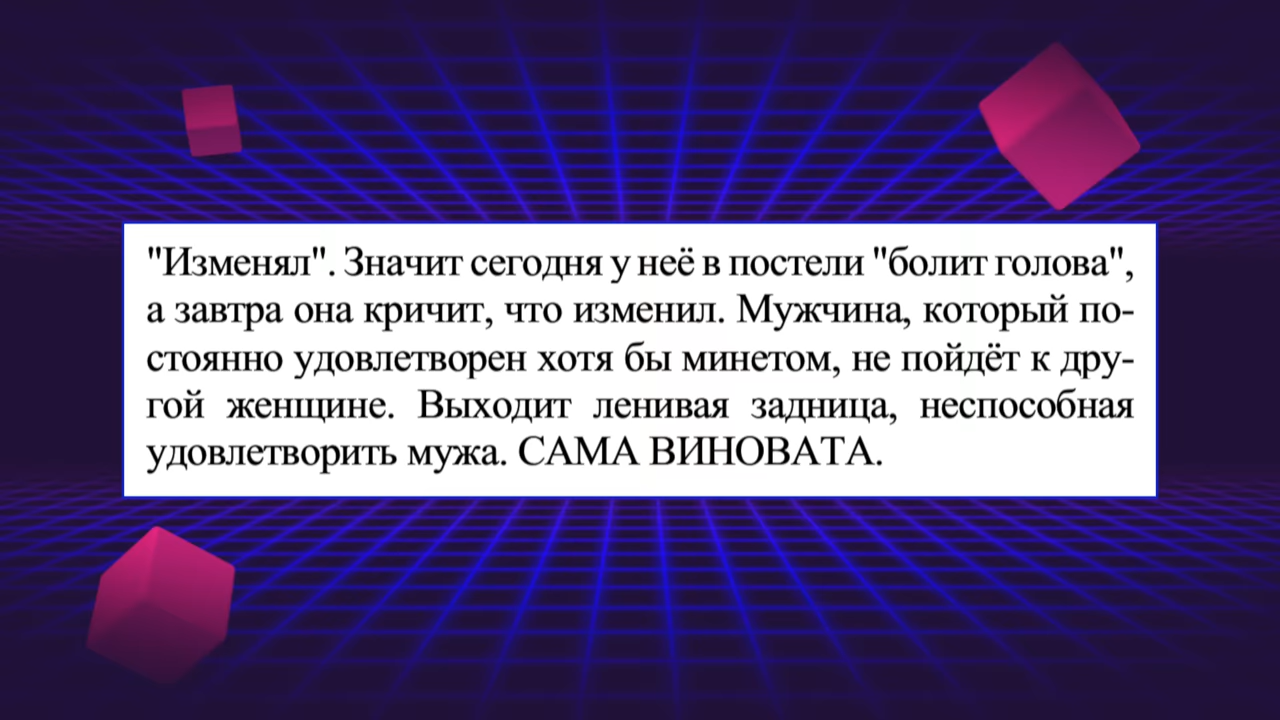 "Изменял". Значит сегодня у неё в постели "болит голова",
а завтра она кричит, что изменил. Мужчина, который по-
стоянно удовлетворен хотя бы минетом, не пойдёт к дру-
гой женщине. Выходит ленивая задница, неспособная
удовлетворить мужа. САМА ВИНОВАТА.